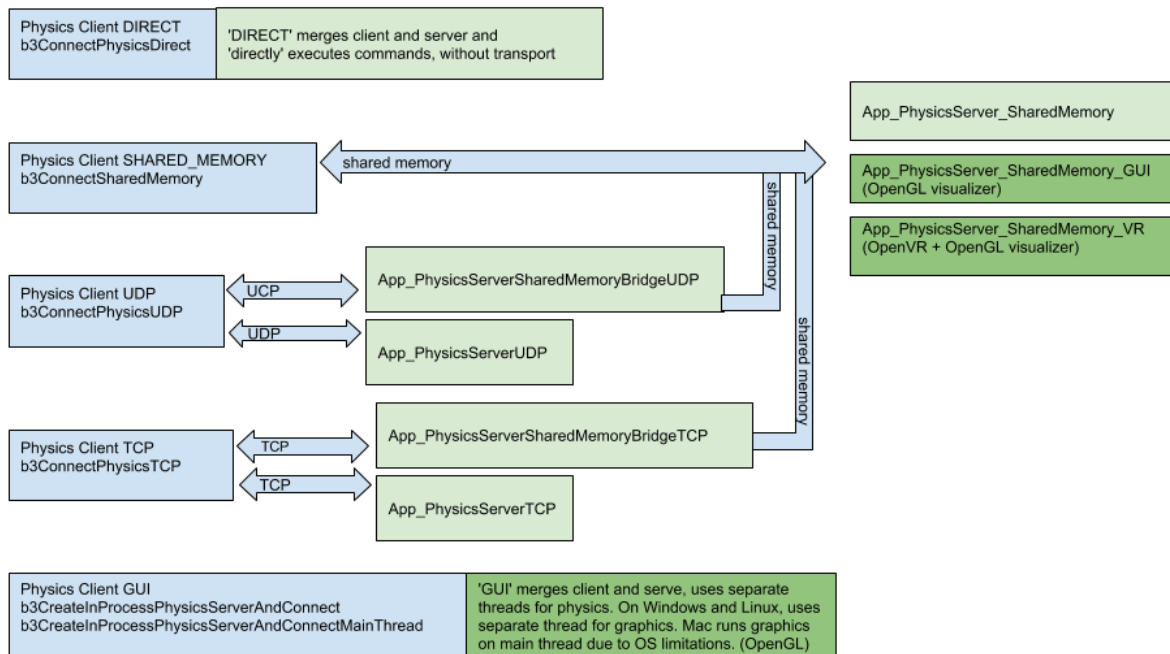 Physics Client DIRECT
b3ConnectPhysicsDirect
'DIRECT' merges client and server and
'directly' executes commands, without transport
App_PhysicsServer_SharedMemory
Physics Client SHARED_MEMORY
b3ConnectSharedMemory
shared memory
App_PhysicsServer_SharedMemory_GUI
(OpenGL visualizer)
App_PhysicsServer_SharedMemory_VR
(OpenVR + OpenGL visualizer)
shared memory
shared memory
Physics Client UDP
b3ConnectPhysicsUDP
UCP
UDP
App_PhysicsServerSharedMemoryBridgeUDP
App_PhysicsServerUDP
Physics Client TCP
b3ConnectPhysicsTCP
TCP
TCP
App_PhysicsServerSharedMemoryBridgeTCP
App_PhysicsServerTCP
Physics Client GUI
b3CreateInProcessPhysicsServerAndConnect
b3CreateInProcessPhysicsServerAndConnectMainThread
'GUI' merges client and serve, uses separate
threads for physics. On Windows and Linux, uses
separate thread for graphics. Mac runs graphics
on main thread due to OS limitations. (OpenGL)